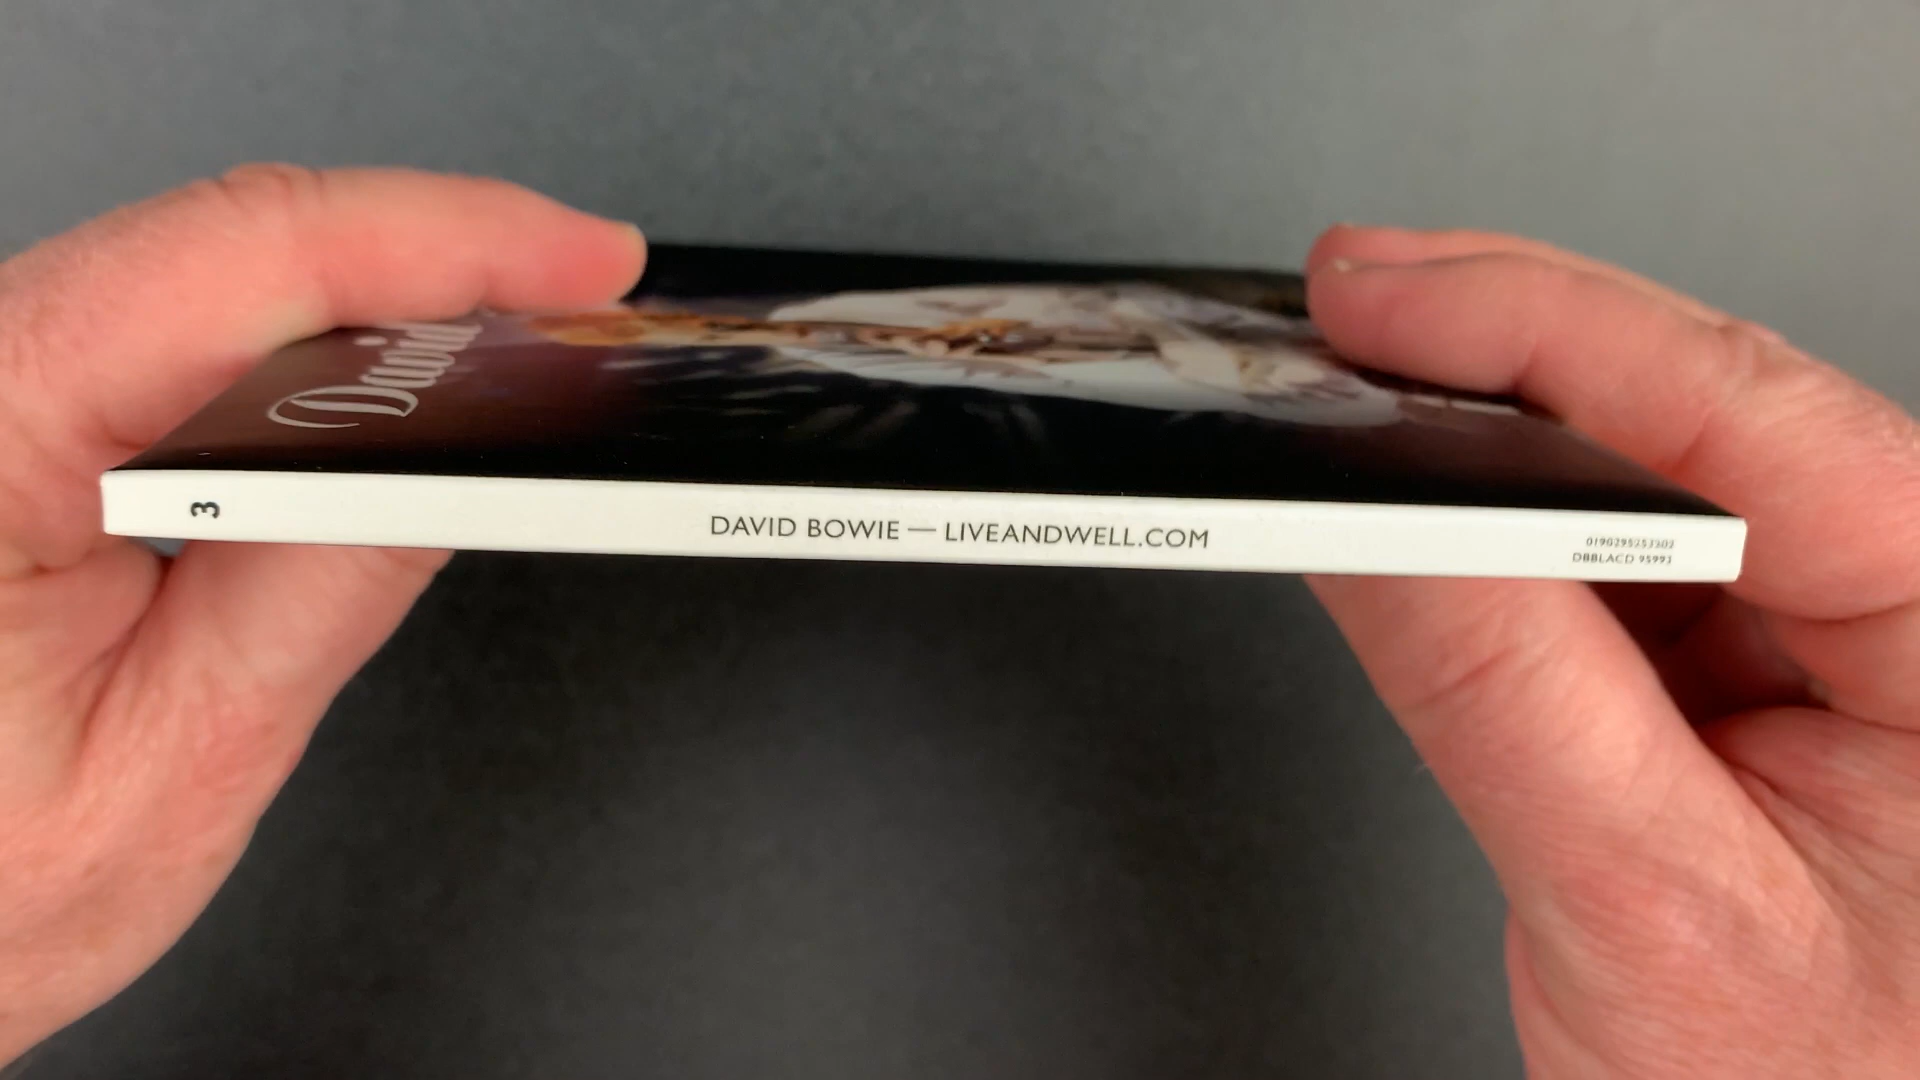 David
3
DAVID BOWIE — LIVEANDWELL.COM
0190295253302
DBBLACD 95993